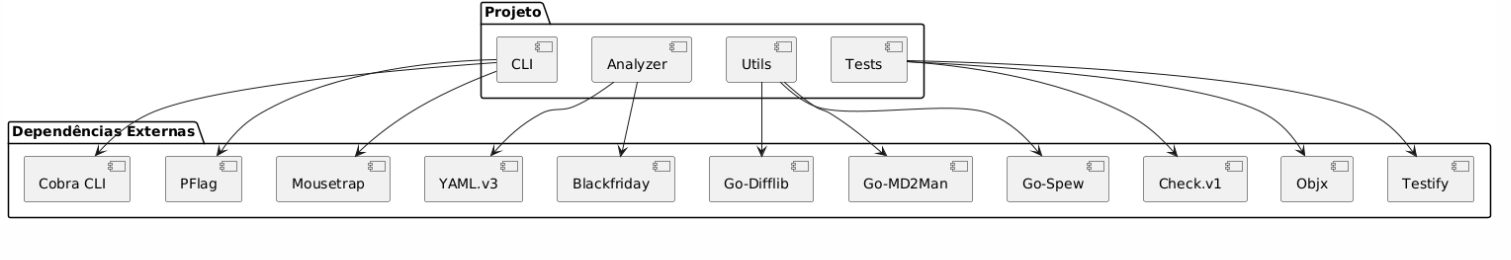 Projeto
CLI
Analyzer
Utils
Tests
Dependências Externas
Cobra CLI
PFlag
Mousetrap
YAML.v3
Blackfriday
Go-Difflib
Go-MD2Man
Go-Spew
Check.v1
Objx
Testify